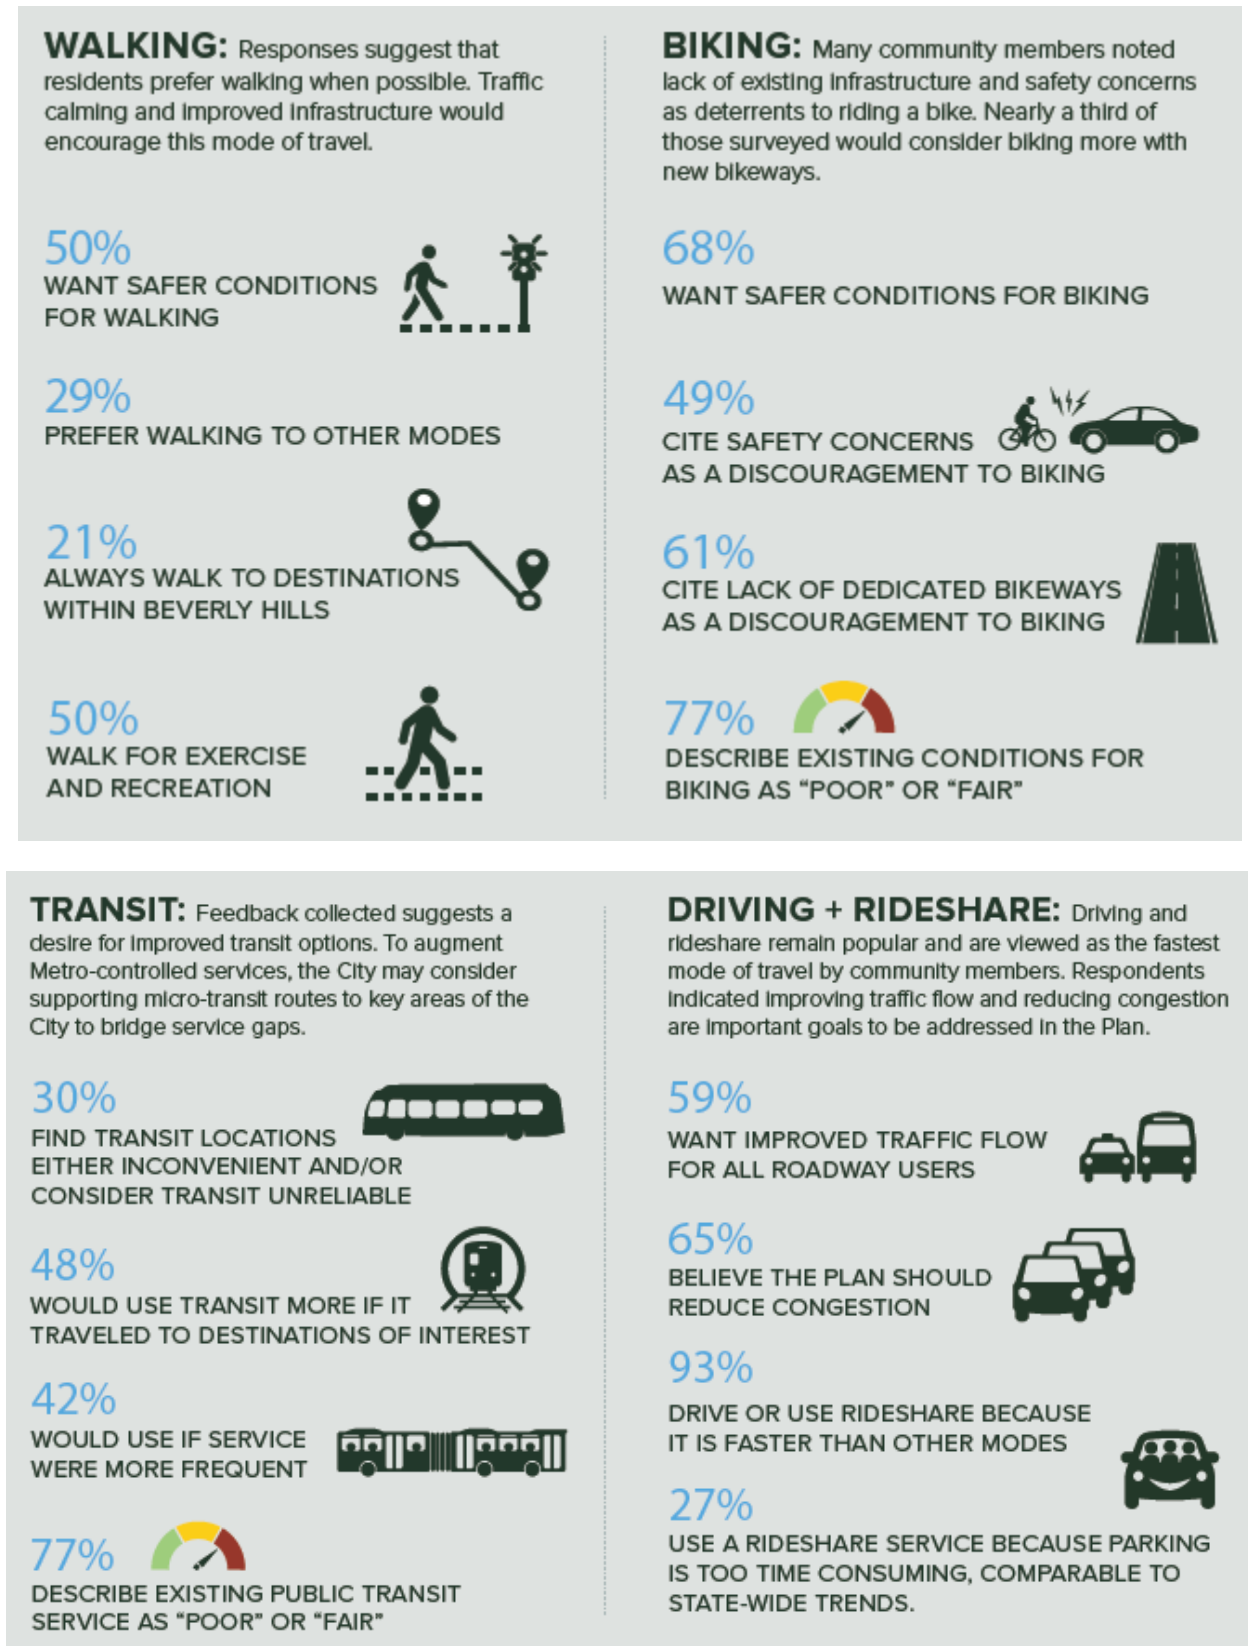 WALKING: Responses suggest that
residents prefer walking when possible. Traffic
calming and improved infrastructure would
encourage this mode of travel.
50%
WANT SAFER CONDITIONS
FOR WALKING
29%
PREFER WALKING TO OTHER MODES
21%
ALWAYS WALK TO DESTINATIONS
WITHIN BEVERLY HILLS
50%
WALK FOR EXERCISE
AND RECREATION
BIKING: Many community members noted
lack of existing infrastructure and safety concerns
as deterrents to riding a bike. Nearly a third of
those surveyed would consider biking more with
new bikeways.
68%
WANT SAFER CONDITIONS FOR BIKING
49%
CITE SAFETY CONCERNS
AS A DISCOURAGEMENT TO BIKING
61%
CITE LACK OF DEDICATED BIKEWAYS
AS A DISCOURAGEMENT TO BIKING
77%
DESCRIBE EXISTING CONDITIONS FOR
BIKING AS “POOR” OR “FAIR”
TRANSIT: Feedback collected suggests a
desire for improved transit options. To augment
Metro-controlled services, the City may consider
supporting micro-transit routes to key areas of the
City to bridge service gaps.
30%
FIND TRANSIT LOCATIONS
EITHER INCONVENIENT AND/OR
CONSIDER TRANSIT UNRELIABLE
48%
WOULD USE TRANSIT MORE IF IT
TRAVELED TO DESTINATIONS OF INTEREST
42%
WOULD USE IF SERVICE
WERE MORE FREQUENT
77%
DESCRIBE EXISTING PUBLIC TRANSIT
SERVICE AS “POOR” OR “FAIR”
DRIVING + RIDESHARE: Driving and
rideshare remain popular and are viewed as the fastest
mode of travel by community members. Respondents
indicated improving traffic flow and reducing congestion
are important goals to be addressed in the Plan.
59%
WANT IMPROVED TRAFFIC FLOW
FOR ALL ROADWAY USERS
65%
BELIEVE THE PLAN SHOULD
REDUCE CONGESTION
93%
DRIVE OR USE RIDESHARE BECAUSE
IT IS FASTER THAN OTHER MODES
27%
USE A RIDESHARE SERVICE BECAUSE PARKING
IS TOO TIME CONSUMING, COMPARABLE TO
STATE-WIDE TRENDS.